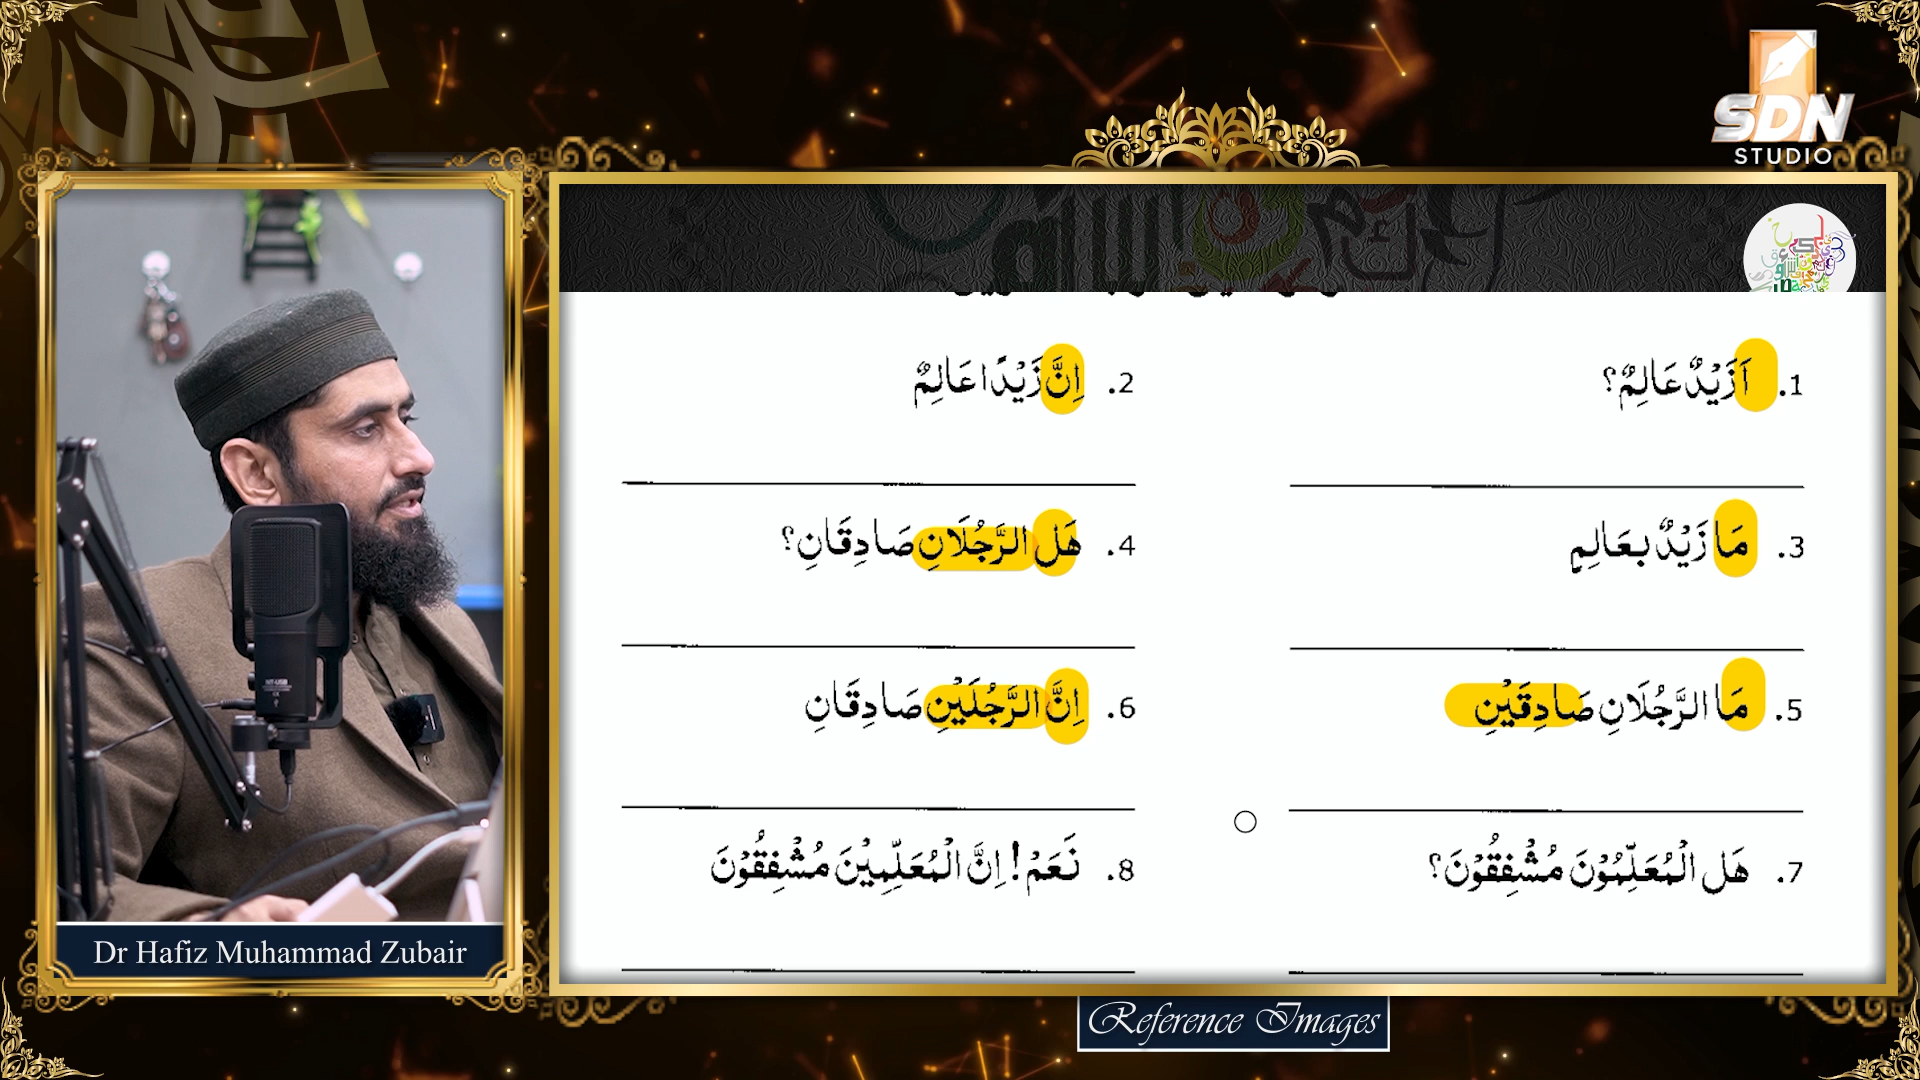 SDN
STUDIO
1. اَ زَيْدٌ عَالِمٌ؟
2. اِنَّ زَيْدًا عَالِمٌ
3. مَا زَيْدٌ بِعَالِمٍ
4. هَلِ الرَّجُلَانِ صَادِقَانِ؟
5. مَا الرَّجُلَانِ صَادِقَيْنِ
6. اِنَّ الرَّجُلَيْنِ صَادِقَانِ
7. هَلِ الْمُعَلِّمُوْنَ مُشْفِقُوْنَ؟
8. نَعَمْ! اِنَّ الْمُعَلِّمِيْنَ مُشْفِقُوْنَ
Dr Hafiz Muhammad Zubair
Reference Images